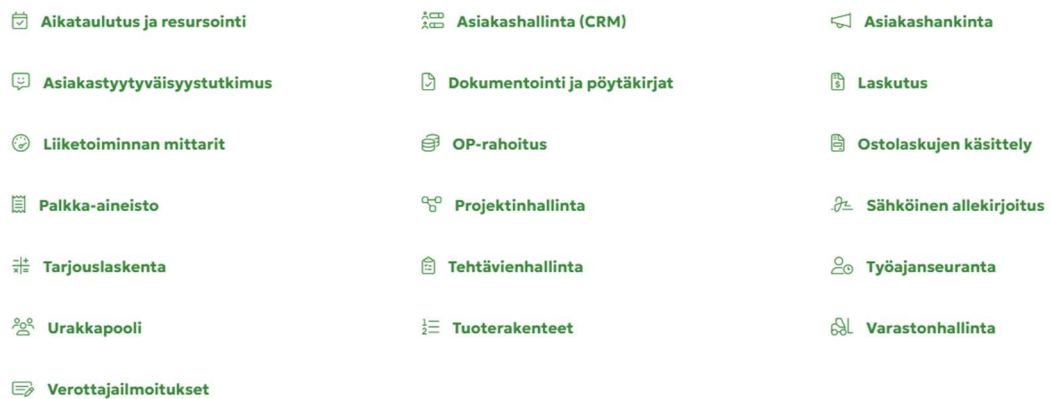 Aikataulutus ja resursointi
Asiakashallinta (CRM)
Asiakashankinta
Asiakastyytyväisyystutkimus
Dokumentointi ja pöytäkirjat
Laskutus
Liiketoiminnan mittarit
OP-rahoitus
Ostolaskujen käsittely
Palkka-aineisto
Projektinhallinta
Sähköinen allekirjoitus
Tarjouslaskenta
Tehtävienhallinta
Työajanseuranta
Urakkapooli
Tuoterakenteet
Varastonhallinta
Verottajailmoitukset